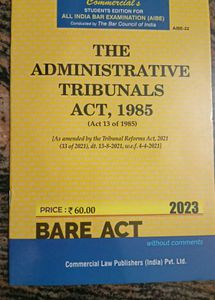 Commercial's
STUDENTS EDITION FOR
ALL INDIA BAR EXAMINATION (AIBE)
Conducted by The Bar Council of India
AIBE-22
THE
ADMINISTRATIVE
TRIBUNALS
ACT, 1985
(Act 13 of 1985)
[As amended by the Tribunal Reforms Act, 2021
(33 of 2021), dt. 13-8-2021, w.r.e.f. 4-4-2021]
PRICE : ₹ 60.00
2023
BARE ACT
without comments
Commercial Law Publishers (India) Pvt. Ltd.